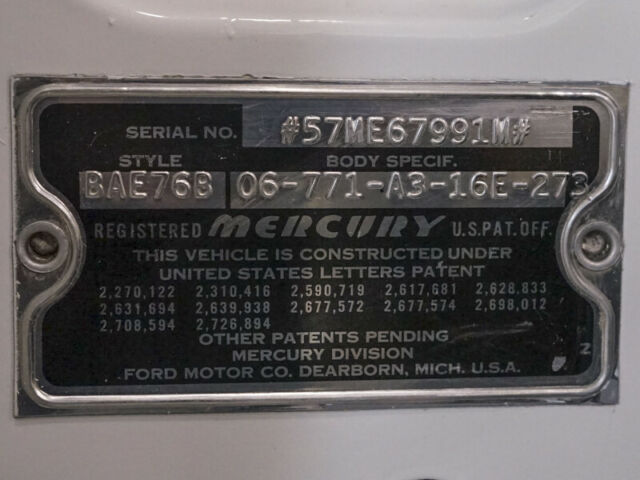 SERIAL NO. #57ME67991M#
STYLE BODY SPECIF.
BAE76B 06-771-A3-16E-273
REGISTERED MERCURY U.S.PAT.OFF.
THIS VEHICLE IS CONSTRUCTED UNDER
UNITED STATES LETTERS PATENT
2,270,122 2,310,416 2,590,719 2,617,681 2,628,833
2,631,694 2,639,938 2,677,572 2,677,574 2,698,012
2,708,594 2,726,894
OTHER PATENTS PENDING
MERCURY DIVISION
FORD MOTOR CO. DEARBORN, MICH. U.S.A.